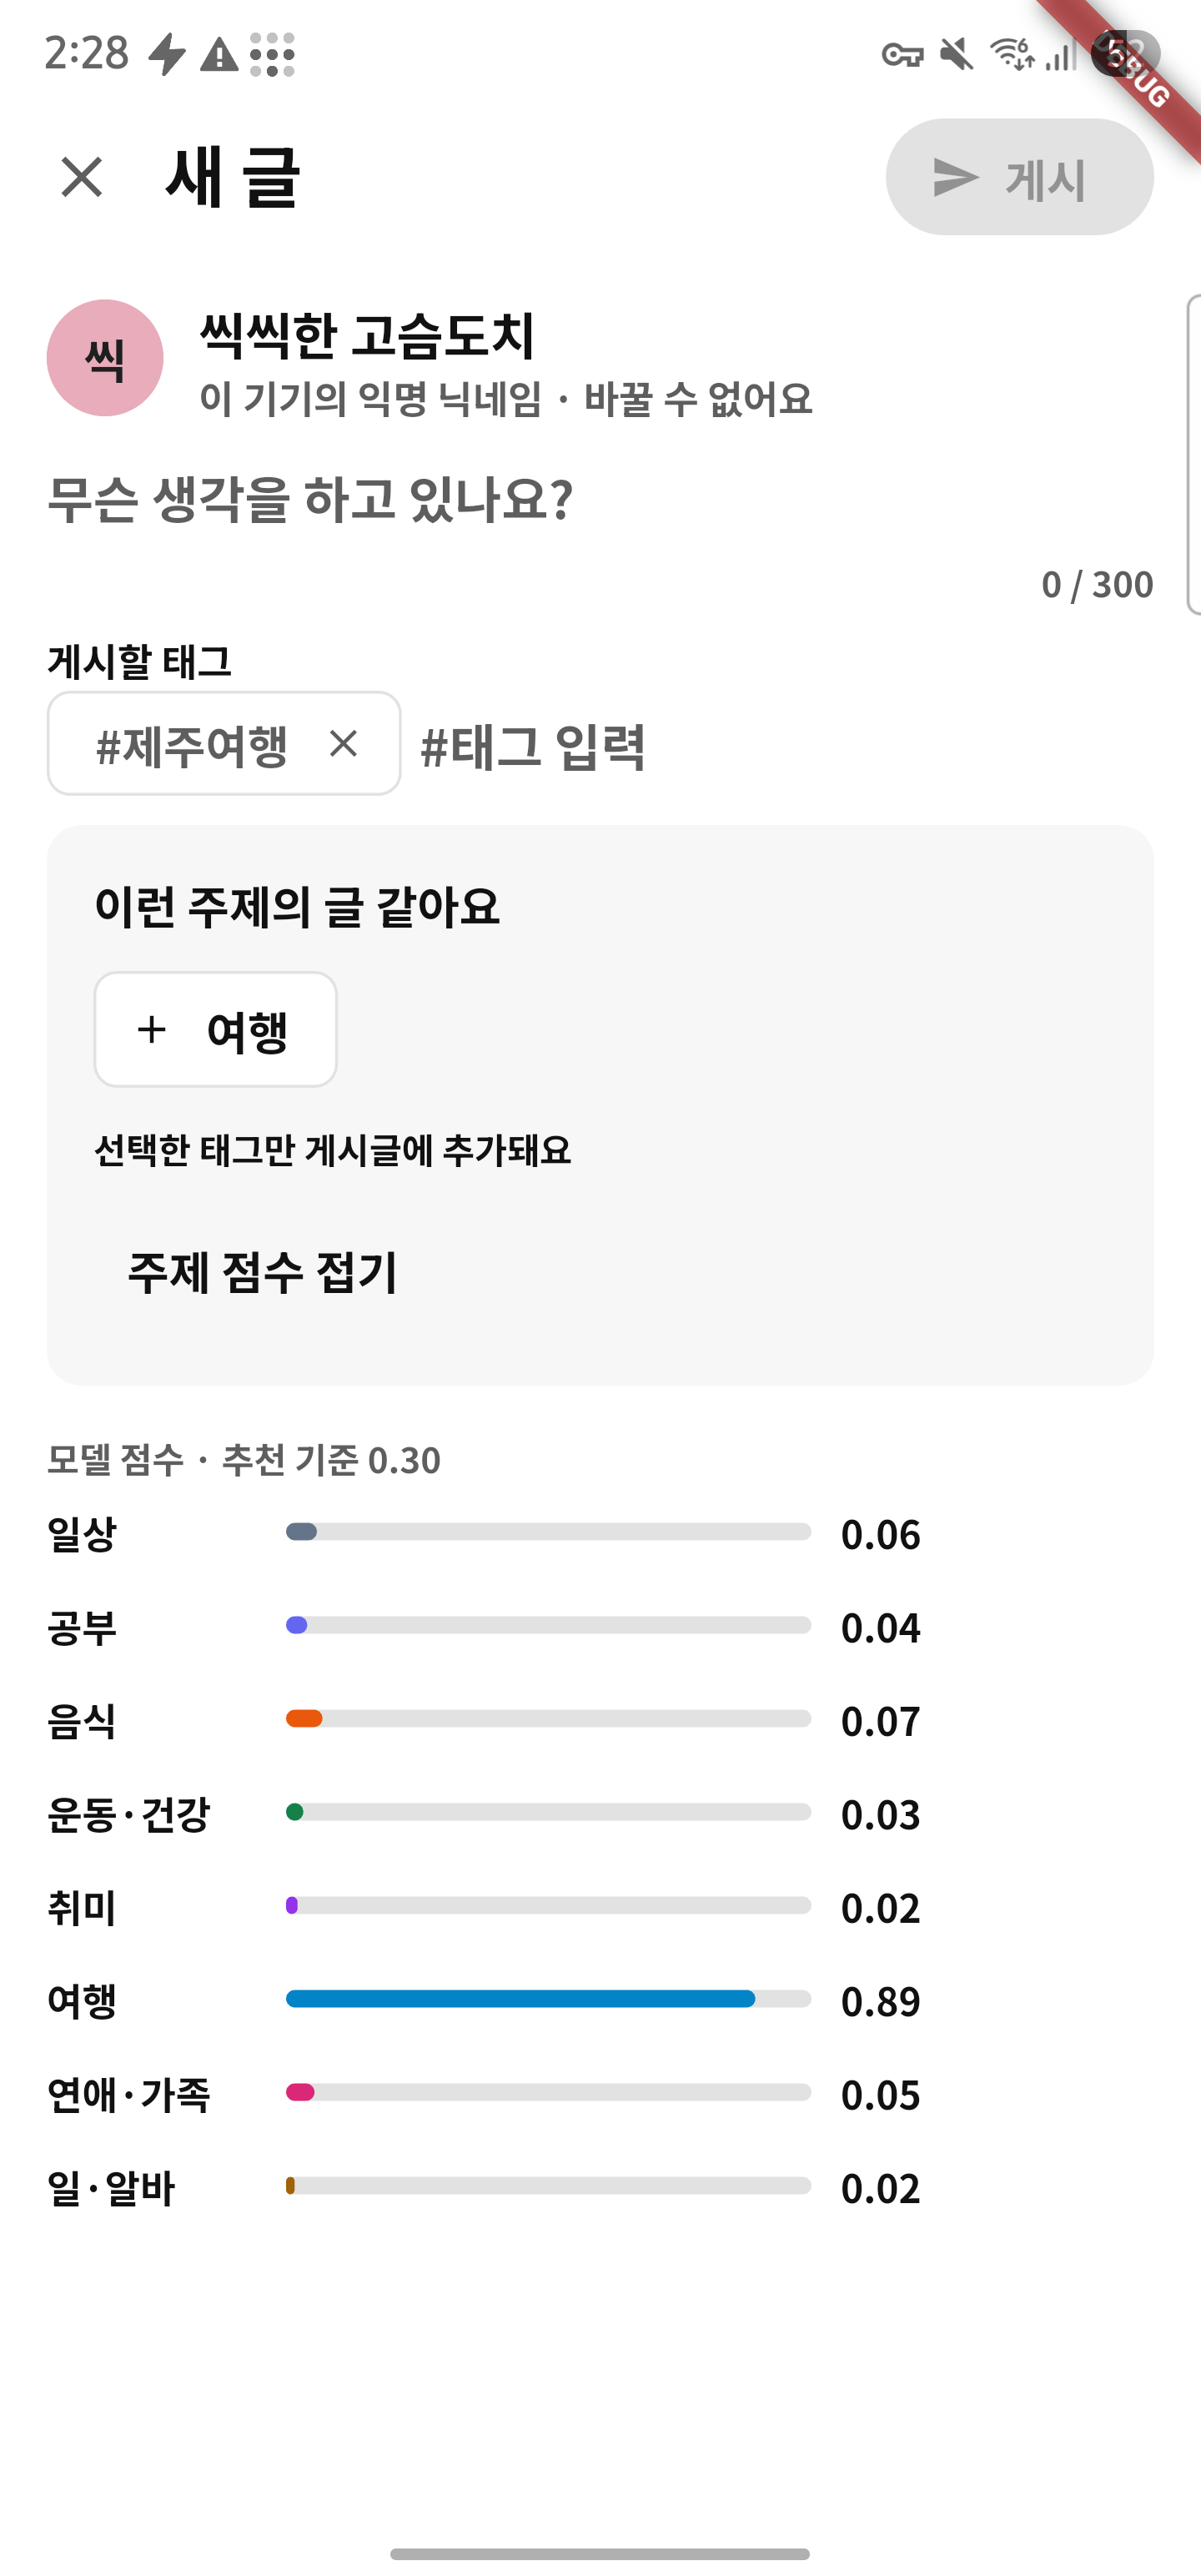 2:28
새 글
게시
씩
씩씩한 고슴도치
이 기기의 익명 닉네임 · 바꿀 수 없어요
무슨 생각을 하고 있나요?
0 / 300
게시할 태그
#제주여행
#태그 입력
이런 주제의 글 같아요
+ 여행
선택한 태그만 게시글에 추가돼요
주제 점수 접기
모델 점수 · 추천 기준 0.30
일상 0.06
공부 0.04
음식 0.07
운동·건강 0.03
취미 0.02
여행 0.89
연애·가족 0.05
일·알바 0.02